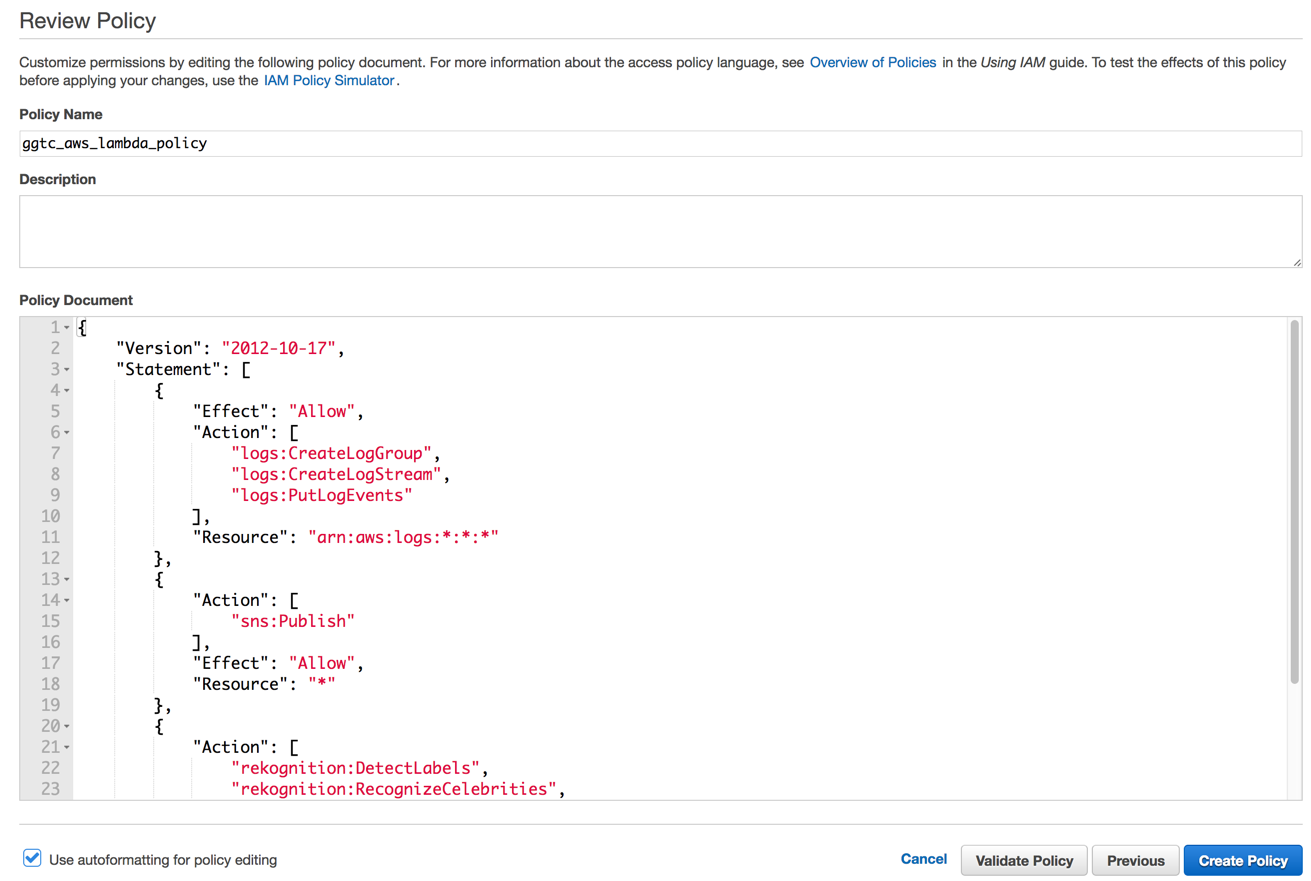 Review Policy
Customize permissions by editing the following policy document. For more information about the access policy language, see Overview of Policies in the Using IAM guide. To test the effects of this policy
before applying your changes, use the IAM Policy Simulator.
Policy Name
ggtc_aws_lambda_policy
Description
Policy Document
1 {
2 "Version": "2012-10-17",
3 "Statement": [
4 {
5 "Effect": "Allow",
6 "Action": [
7 "logs:CreateLogGroup",
8 "logs:CreateLogStream",
9 "logs:PutLogEvents"
10 ],
11 "Resource": "arn:aws:logs:*:*:*"
12 },
13 {
14 "Action": [
15 "sns:Publish"
16 ],
17 "Effect": "Allow",
18 "Resource": "*"
19 },
20 {
21 "Action": [
22 "rekognition:DetectLabels",
23 "rekognition:RecognizeCelebrities",
Use autoformatting for policy editing
Cancel Validate Policy Previous Create Policy